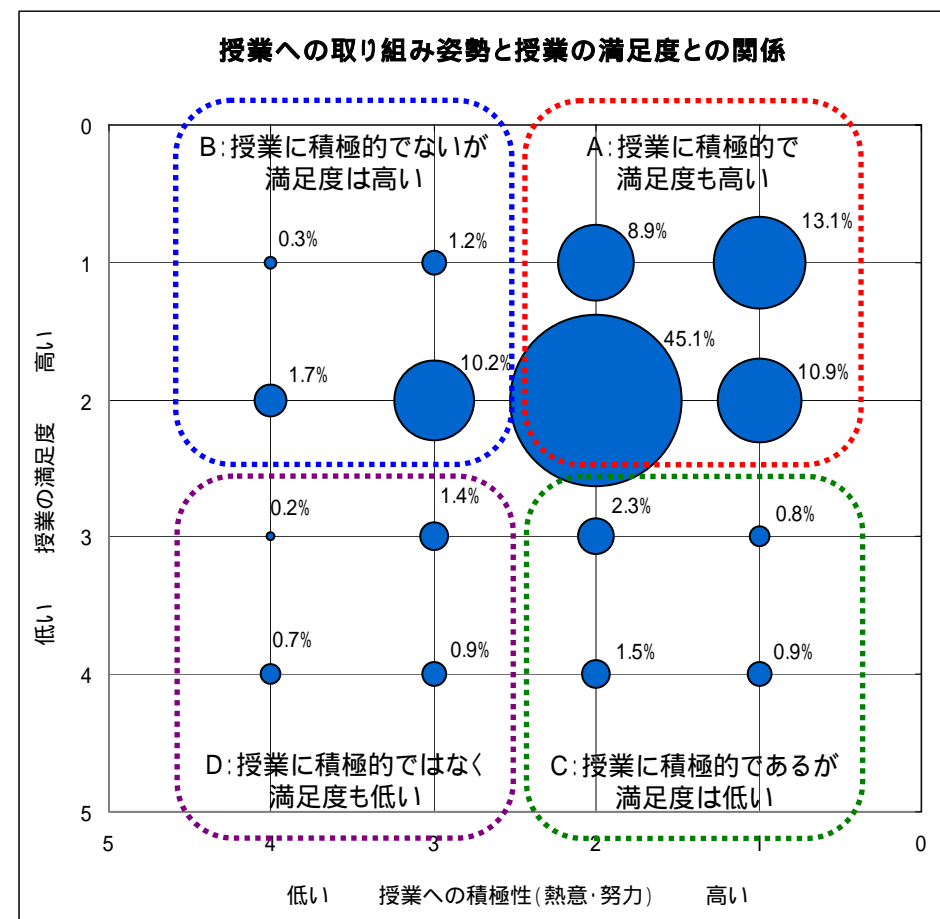 授業への取り組み姿勢と授業の満足度との関係
0
B:授業に積極的でないが
満足度は高い
A:授業に積極的で
満足度も高い
0.3%
1.2%
8.9%
13.1%
1
1.7%
10.2%
45.1%
10.9%
2
0.2%
1.4%
2.3%
0.8%
3
0.7%
0.9%
1.5%
0.9%
4
D:授業に積極的ではなく
満足度も低い
C:授業に積極的であるが
満足度は低い
5
5 4 3 2 1 0
低い 授業の満足度 高い
低い 授業への積極性(熱意・努力) 高い